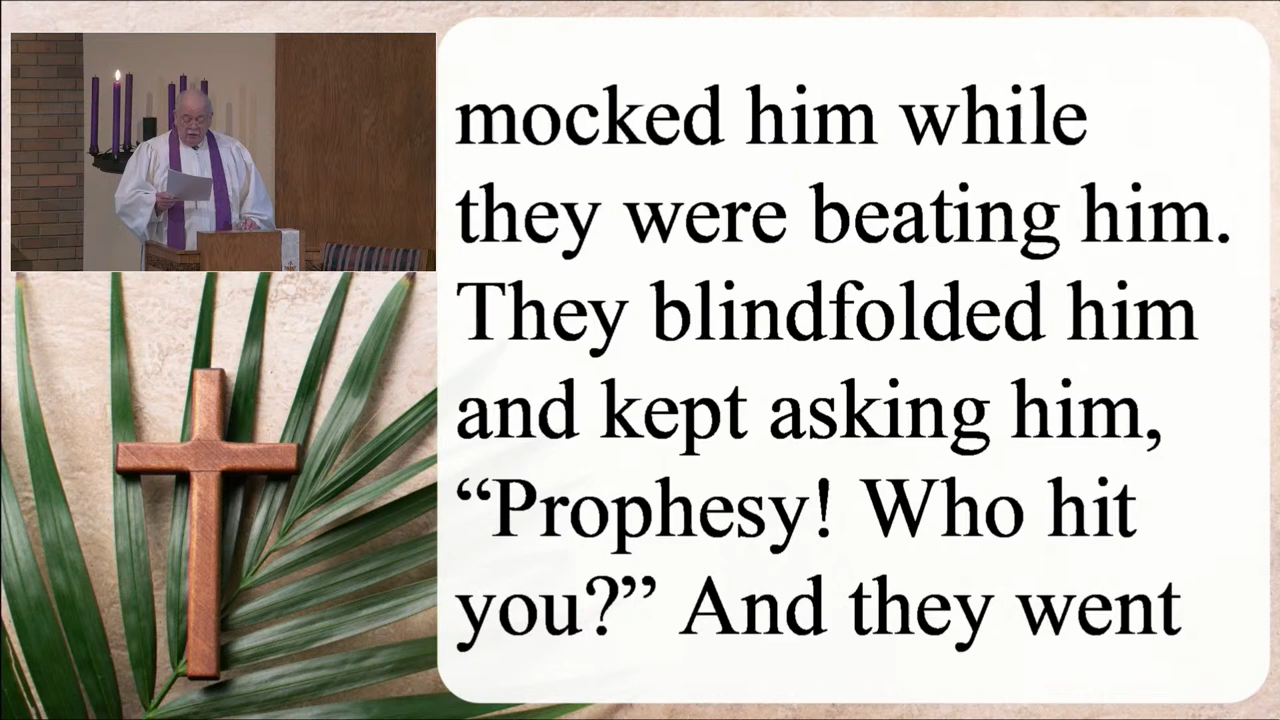 mocked him while
they were beating him.
They blindfolded him
and kept asking him,
“Prophesy! Who hit
you?” And they went